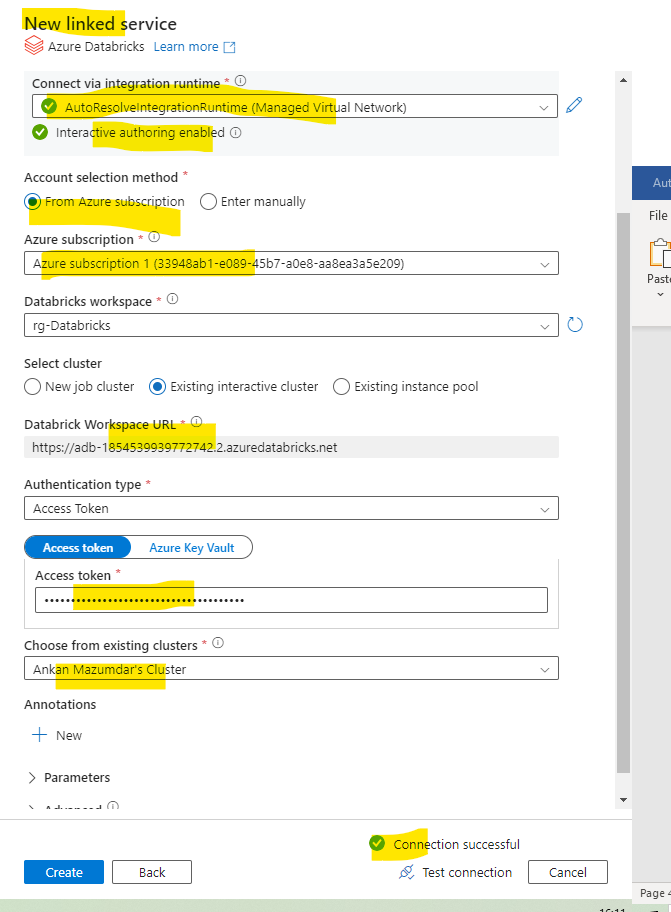 New linked service
Azure Databricks Learn more
Connect via integration runtime *
AutoResolveIntegrationRuntime (Managed Virtual Network)
Interactive authoring enabled
Account selection method *
From Azure subscription Enter manually
Azure subscription *
Azure subscription 1 (33948ab1-e089-45b7-a0e8-aa8ea3a5e209)
Databricks workspace *
rg-Databricks
Select cluster
New job cluster Existing interactive cluster Existing instance pool
Databrick Workspace URL *
https://adb-1854539939772742.2.azuredatabricks.net
Authentication type *
Access Token
Access token Azure Key Vault
Access token *
••••••••••••••••••••••••••••••••••••
Choose from existing clusters *
Ankan Mazumdar's Cluster
Annotations
New
Parameters
Advanced
Connection successful
Create Back Test connection Cancel
Aut
File
Paste
Page 4